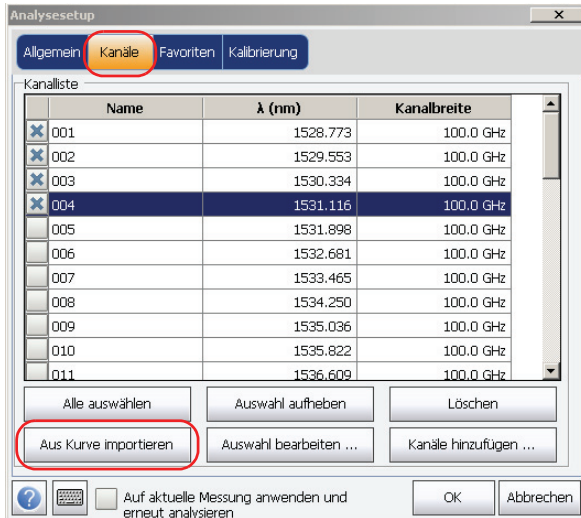 Analysesetup
Allgemein Kanäle Favoriten Kalibrierung
Kanalliste
Name λ (nm) Kanalbreite
001 1528.773 100.0 GHz
002 1529.553 100.0 GHz
003 1530.334 100.0 GHz
004 1531.116 100.0 GHz
005 1531.898 100.0 GHz
006 1532.681 100.0 GHz
007 1533.465 100.0 GHz
008 1534.250 100.0 GHz
009 1535.036 100.0 GHz
010 1535.822 100.0 GHz
011 1536.609 100.0 GHz
Alle auswählen Auswahl aufheben Löschen
Aus Kurve importieren Auswahl bearbeiten ... Kanäle hinzufügen ...
Auf aktuelle Messung anwenden und
erneut analysieren
OK Abbrechen